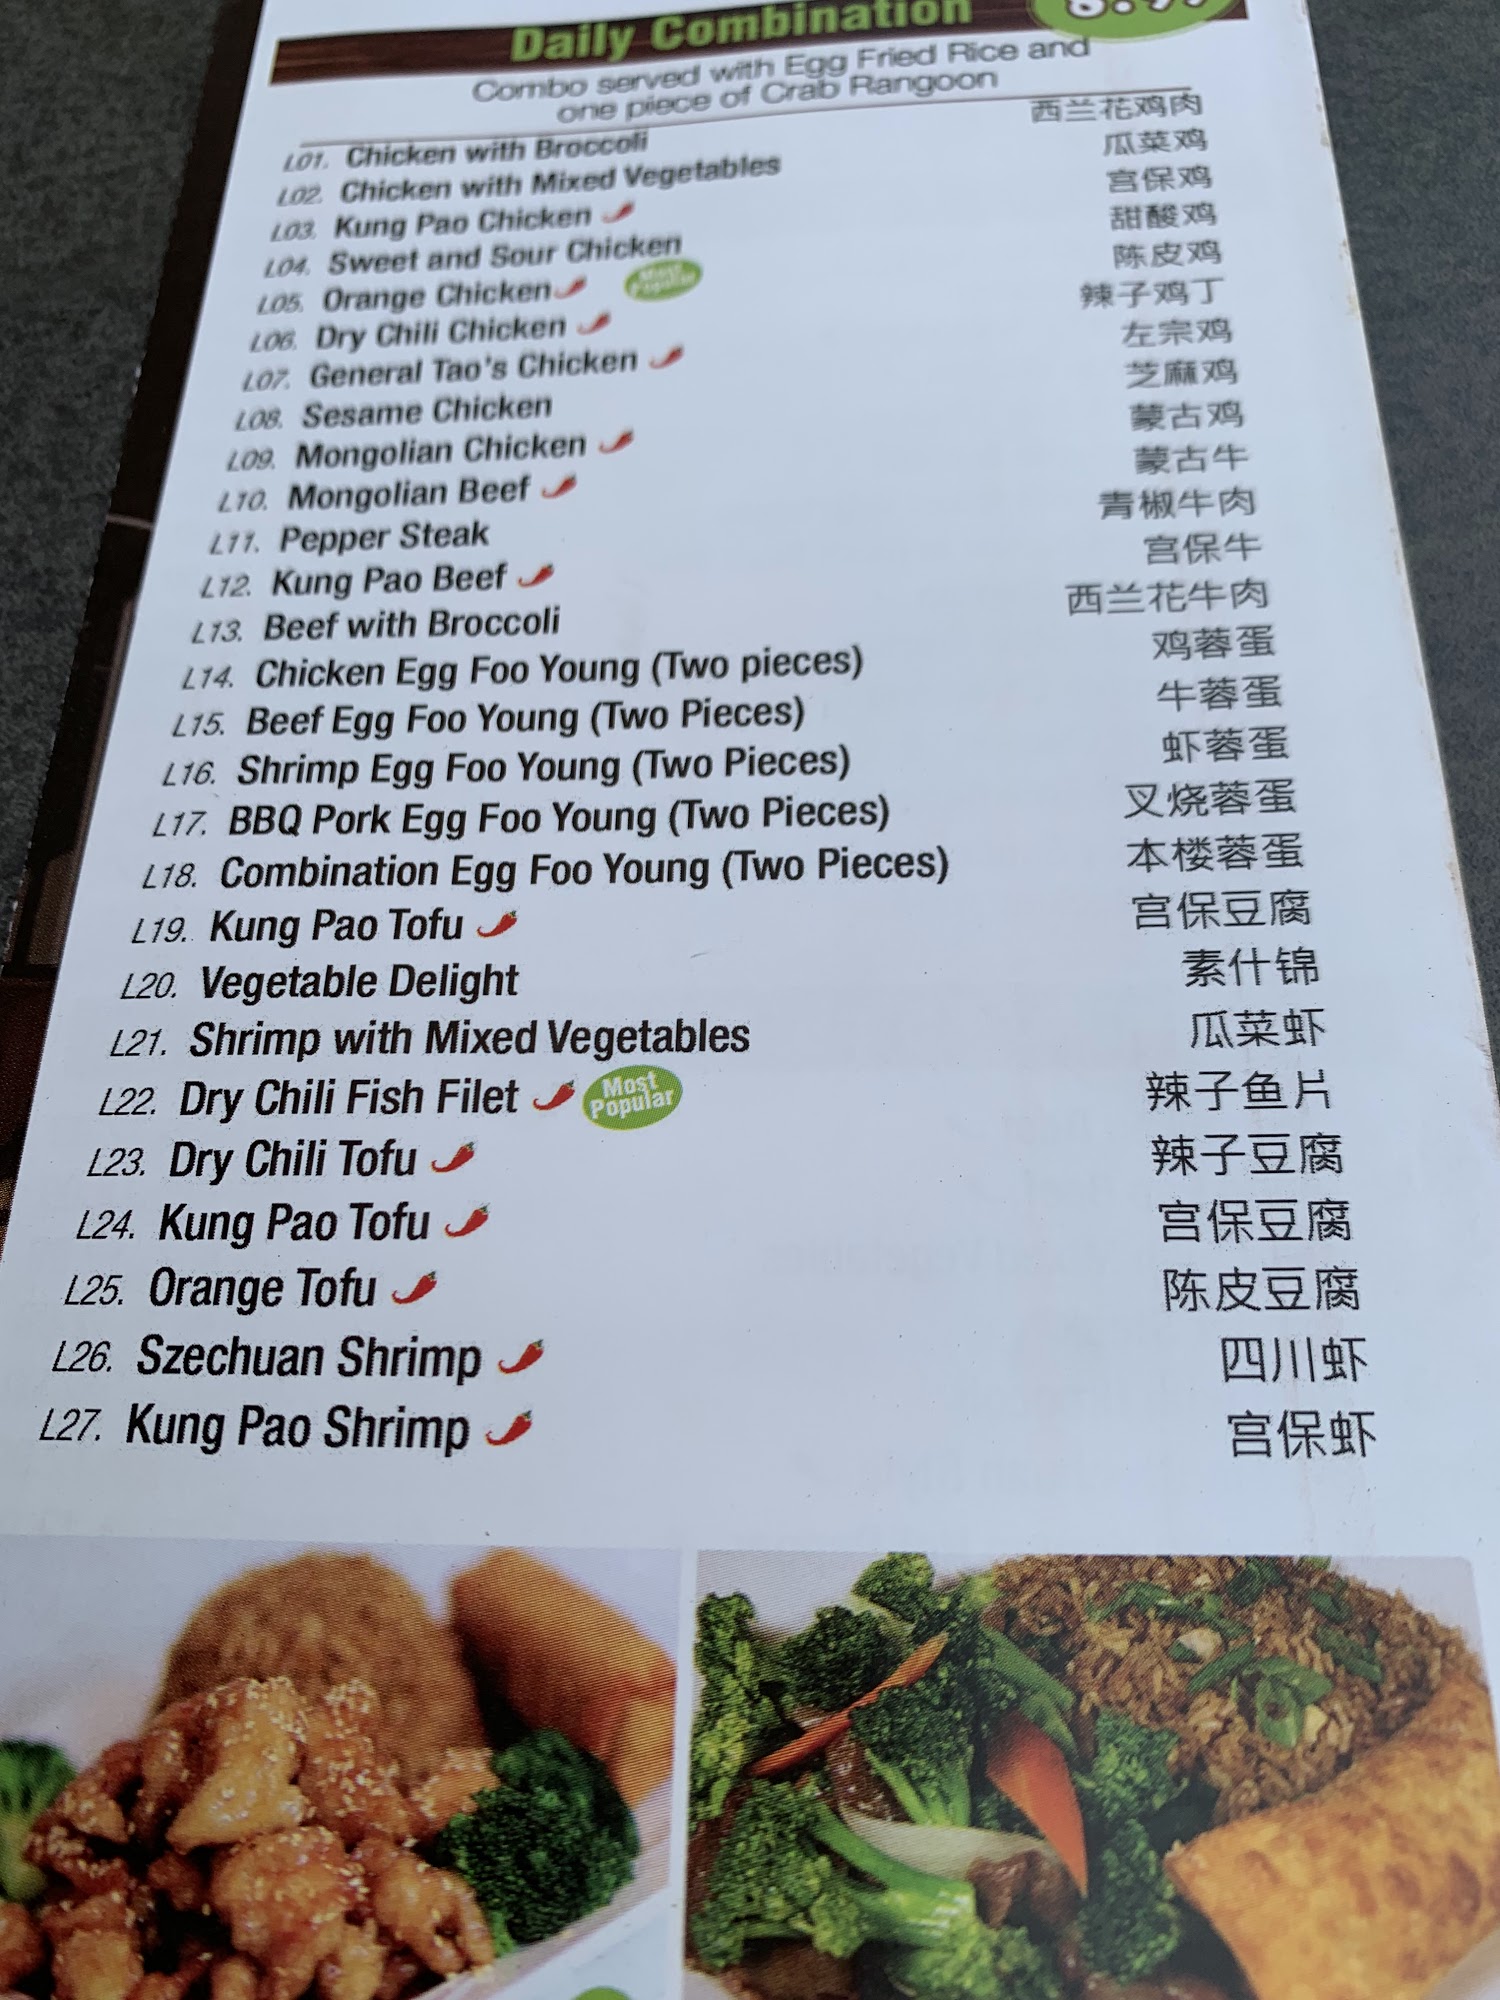 Daily Combination
Combo served with Egg Fried Rice and
one piece of Crab Rangoon
L01. Chicken with Broccoli 西兰花鸡肉
L02. Chicken with Mixed Vegetables 瓜菜鸡
L03. Kung Pao Chicken 宫保鸡
L04. Sweet and Sour Chicken 甜酸鸡
L05. Orange Chicken Most Popular 陈皮鸡
L06. Dry Chili Chicken 辣子鸡丁
L07. General Tao's Chicken 左宗鸡
L08. Sesame Chicken 芝麻鸡
L09. Mongolian Chicken 蒙古鸡
L10. Mongolian Beef 蒙古牛
L11. Pepper Steak 青椒牛肉
L12. Kung Pao Beef 宫保牛
L13. Beef with Broccoli 西兰花牛肉
L14. Chicken Egg Foo Young (Two pieces) 鸡蓉蛋
L15. Beef Egg Foo Young (Two Pieces) 牛蓉蛋
L16. Shrimp Egg Foo Young (Two Pieces) 虾蓉蛋
L17. BBQ Pork Egg Foo Young (Two Pieces) 叉烧蓉蛋
L18. Combination Egg Foo Young (Two Pieces) 本楼蓉蛋
L19. Kung Pao Tofu 宫保豆腐
L20. Vegetable Delight 素什锦
L21. Shrimp with Mixed Vegetables 瓜菜虾
L22. Dry Chili Fish Filet Most Popular 辣子鱼片
L23. Dry Chili Tofu 辣子豆腐
L24. Kung Pao Tofu 宫保豆腐
L25. Orange Tofu 陈皮豆腐
L26. Szechuan Shrimp 四川虾
L27. Kung Pao Shrimp 宫保虾